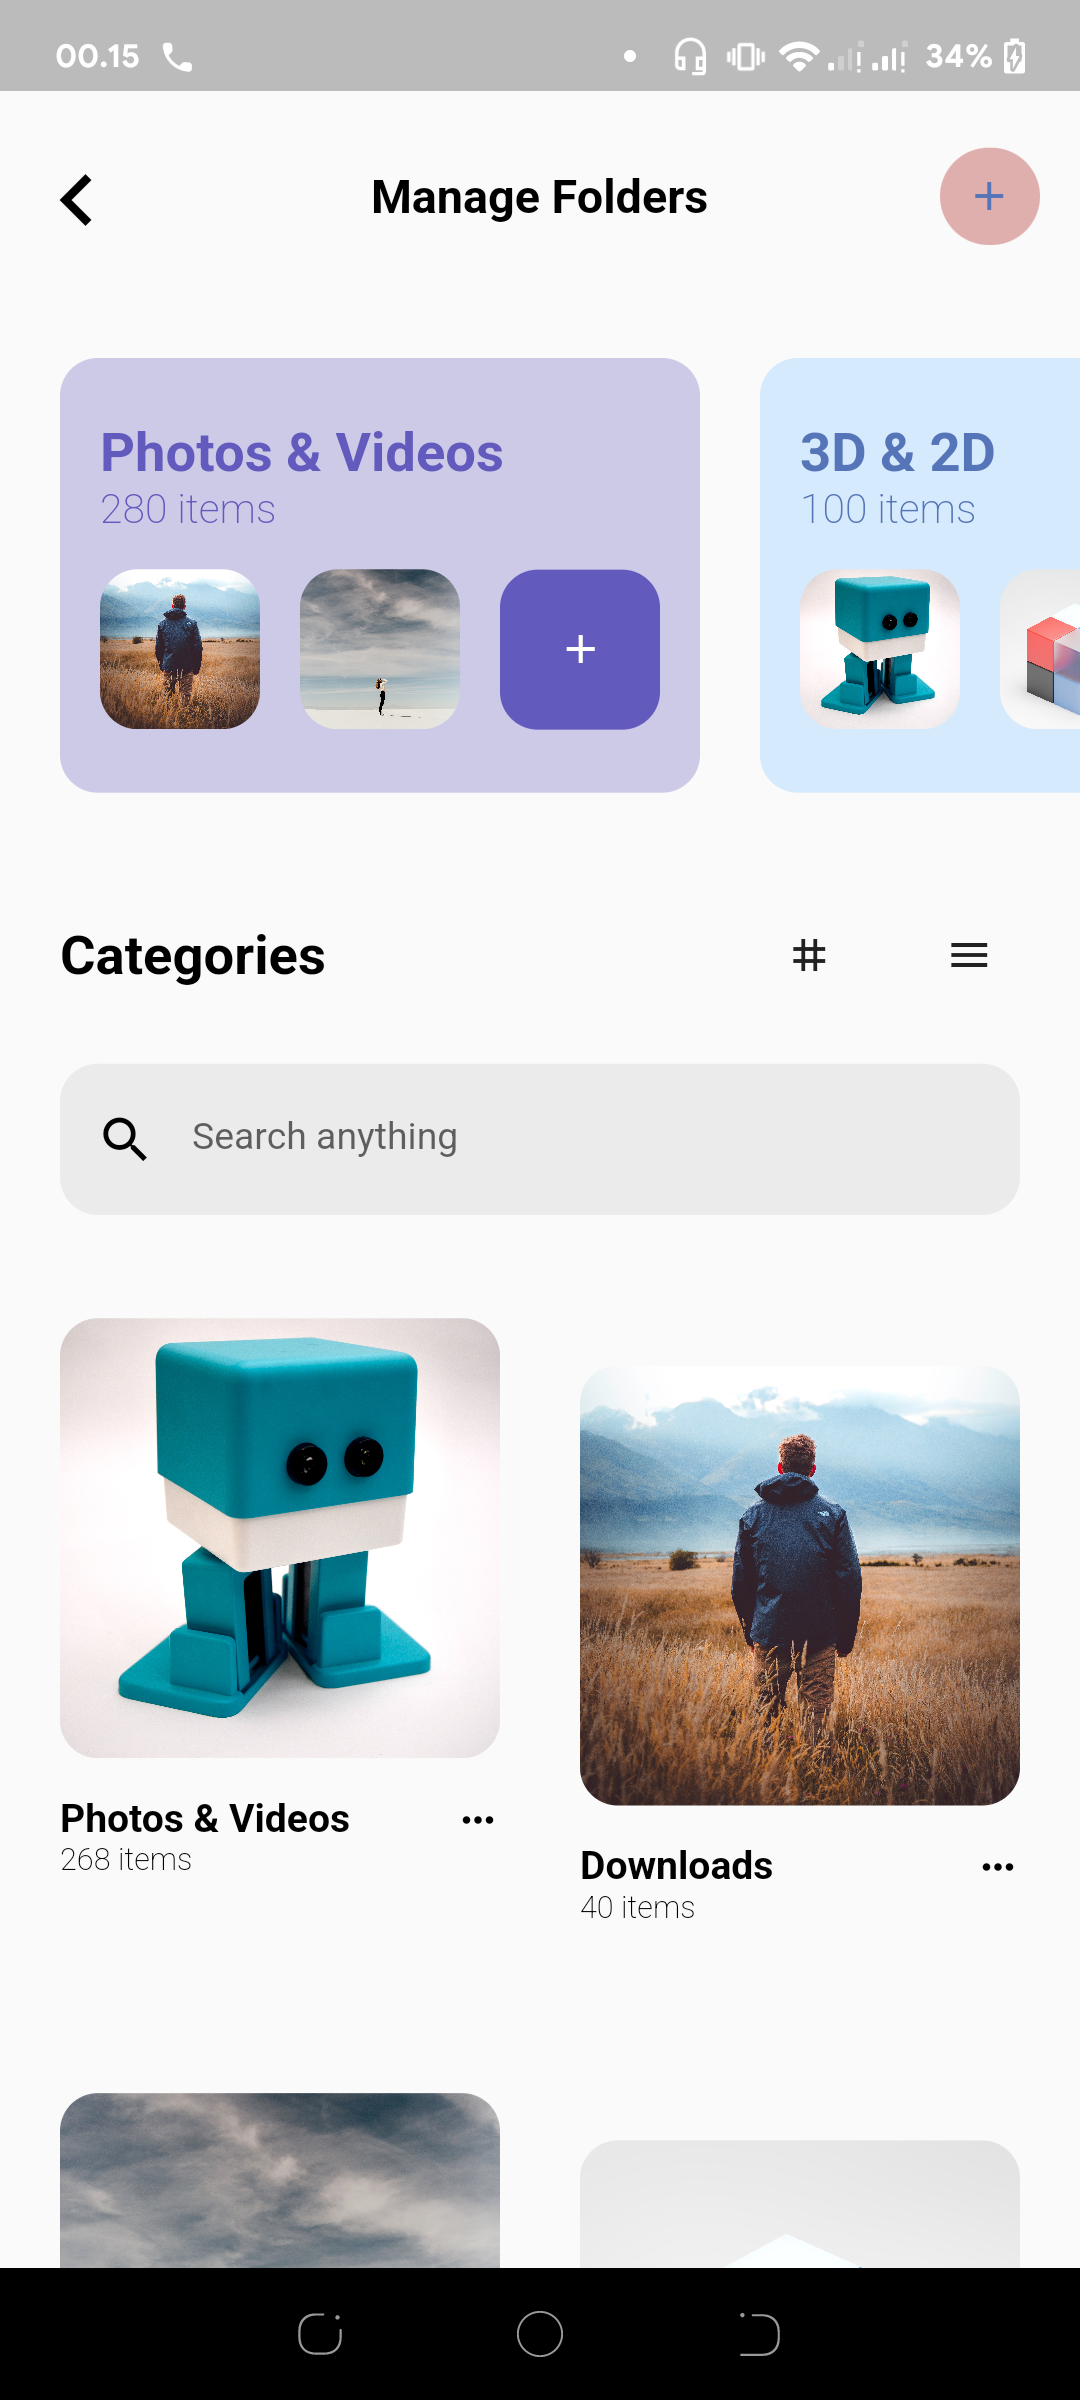 00.15
34%
Manage Folders
Photos & Videos
280 items
3D & 2D
100 items
Categories
Search anything
Photos & Videos
268 items
Downloads
40 items